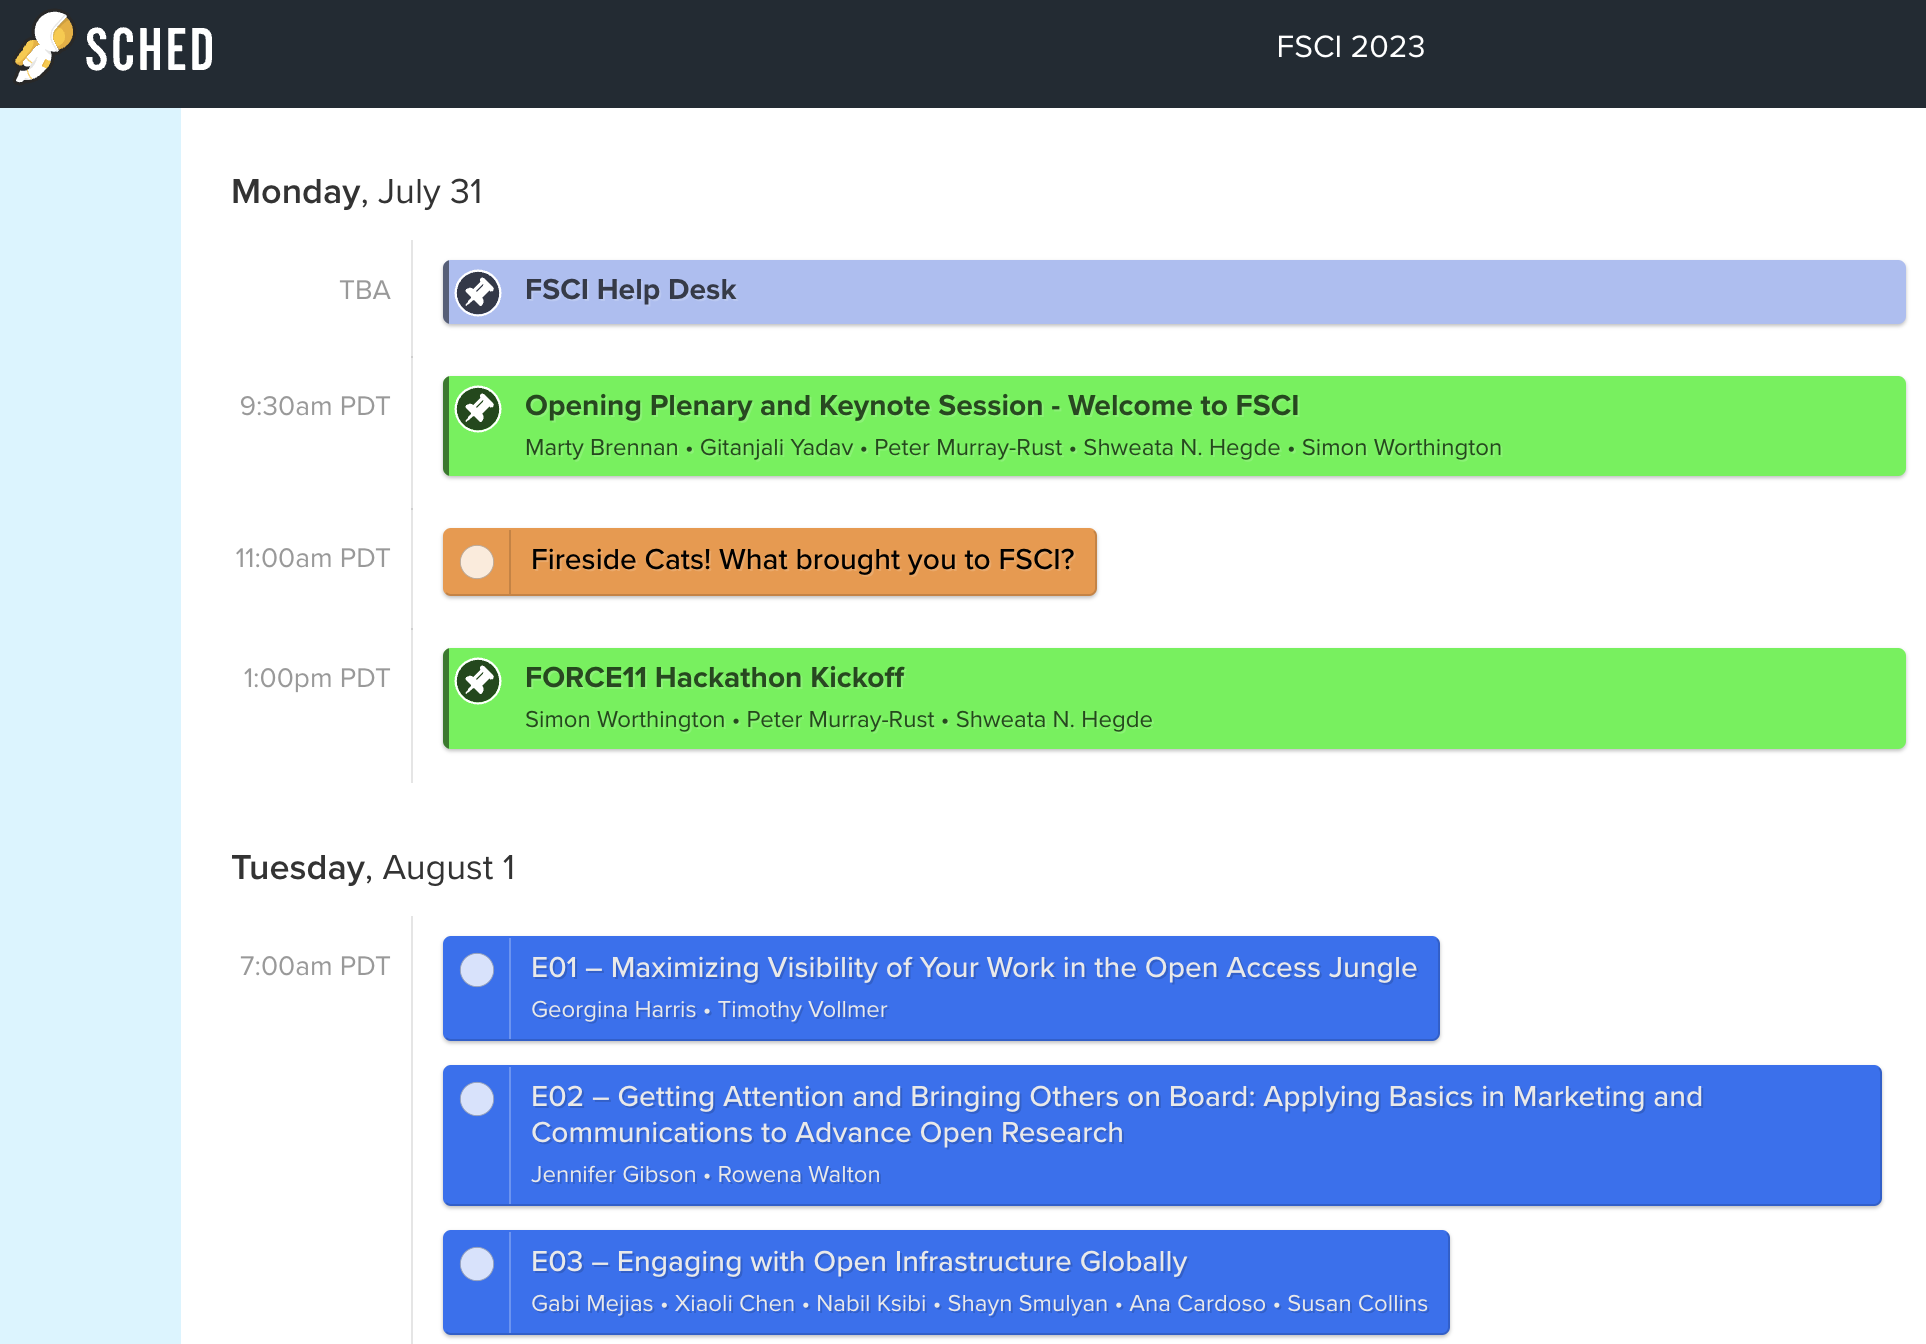 SCHED
FSCI 2023
Monday, July 31
TBA
FSCI Help Desk
9:30am PDT
Opening Plenary and Keynote Session - Welcome to FSCI
Marty Brennan • Gitanjali Yadav • Peter Murray-Rust • Shweata N. Hegde • Simon Worthington
11:00am PDT
Fireside Cats! What brought you to FSCI?
1:00pm PDT
FORCE11 Hackathon Kickoff
Simon Worthington • Peter Murray-Rust • Shweata N. Hegde
Tuesday, August 1
7:00am PDT
E01 – Maximizing Visibility of Your Work in the Open Access Jungle
Georgina Harris • Timothy Vollmer
E02 – Getting Attention and Bringing Others on Board: Applying Basics in Marketing and
Communications to Advance Open Research
Jennifer Gibson • Rowena Walton
E03 – Engaging with Open Infrastructure Globally
Gabi Mejias • Xiaoli Chen • Nabil Ksibi • Shayn Smulyan • Ana Cardoso • Susan Collins